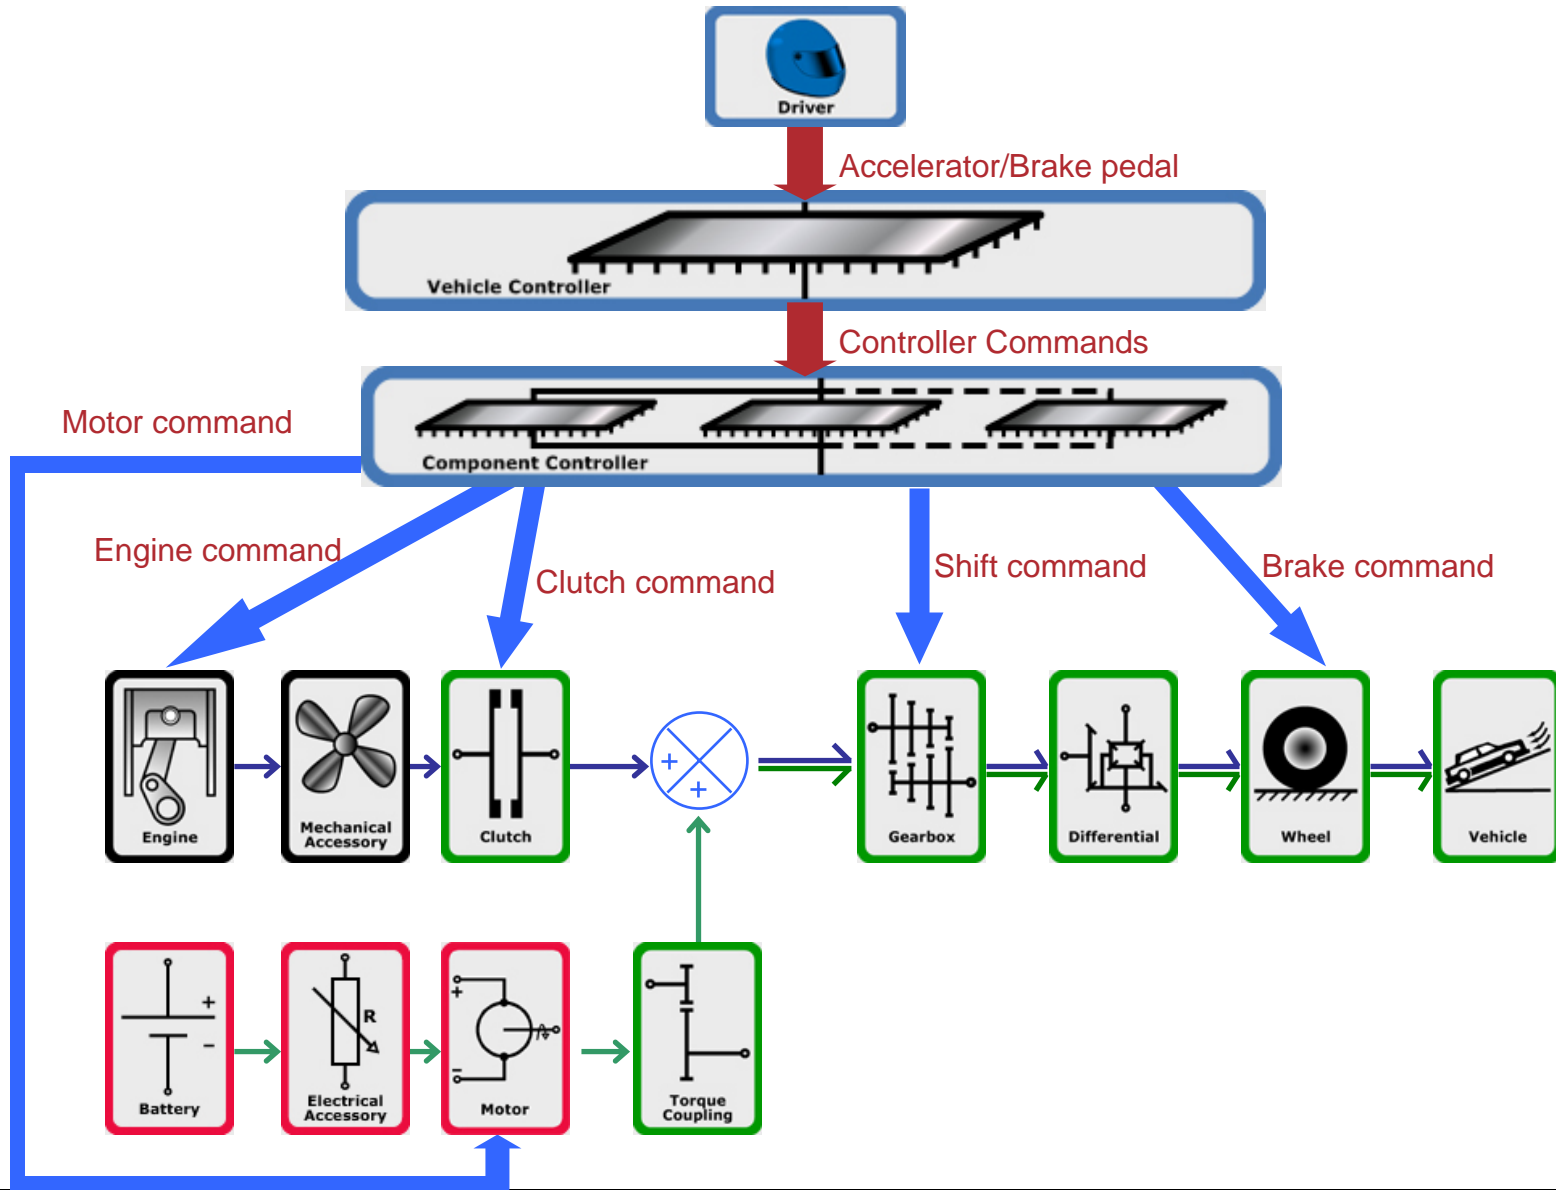 Driver
Accelerator/Brake pedal
Vehicle Controller
Controller Commands
Motor command
Component Controller
Engine command
Clutch command
Shift command
Brake command
Engine
Mechanical
Accessory
Clutch
+
+
Gearbox
Differential
Wheel
Vehicle
+
−
Battery
R
Electrical
Accessory
+
−
Motor
Torque
Coupling